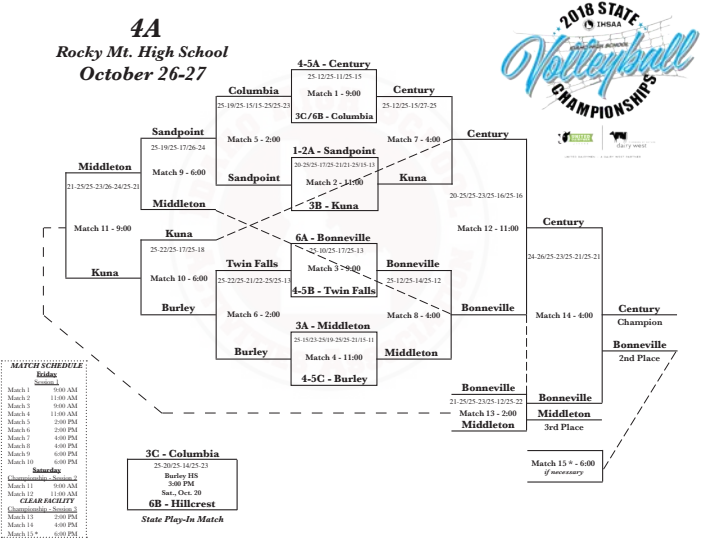 4A
Rocky Mt. High School
October 26-27
2018 STATE
IHSAA
IDAHO HIGH SCHOOL
Volleyball
CHAMPIONSHIPS
dairy west
4-5A - Century
25-12/25-11/25-15
Match 1 - 9:00
3C/6B - Columbia
Columbia
25-19/25-15/15-25/25-23
Century
25-12/25-15/27-25
Match 5 - 2:00
Match 7 - 4:00
Sandpoint
25-19/25-17/26-24
Century
1-2A - Sandpoint
20-25/25-17/25-21/21-25/15-13
Match 2 - 11:00
3B - Kuna
Sandpoint
Kuna
Middleton
21-25/25-23/26-24/25-21
Match 9 - 6:00
Middleton
20-25/25-23/25-16/25-16
Match 11 - 9:00
Match 12 - 11:00
Century
Kuna
25-22/25-17/25-18
6A - Bonneville
25-10/25-17/25-13
Match 3 - 9:00
4-5B - Twin Falls
24-26/25-23/25-21/25-21
Kuna
Match 10 - 6:00
Twin Falls
25-22/25-21/22-25/25-13
Bonneville
25-12/25-14/25-12
Burley
Match 6 - 2:00
Match 8 - 4:00
Bonneville
Match 14 - 4:00
Century
Champion
3A - Middleton
25-15/23-25/19-25/25-21/15-11
Match 4 - 11:00
4-5C - Burley
Burley
Middleton
Bonneville
2nd Place
Bonneville
21-25/25-23/25-12/25-22
Match 13 - 2:00
Middleton
Bonneville
Middleton
3rd Place
MATCH SCHEDULE
Friday
Session 1
Match 1 9:00 AM
Match 2 11:00 AM
Match 3 9:00 AM
Match 4 11:00 AM
Match 5 2:00 PM
Match 6 2:00 PM
Match 7 4:00 PM
Match 8 4:00 PM
Match 9 6:00 PM
Match 10 6:00 PM
Saturday
Championship - Session 2
Match 11 9:00 AM
Match 12 11:00 AM
CLEAR FACILITY
Championship - Session 3
Match 13 2:00 PM
Match 14 4:00 PM
Match 15 * 6:00 PM
3C - Columbia
25-20/25-14/25-23
Burley HS
3:00 PM
Sat., Oct. 20
6B - Hillcrest
State Play-In Match
Match 15 * - 6:00
if necessary